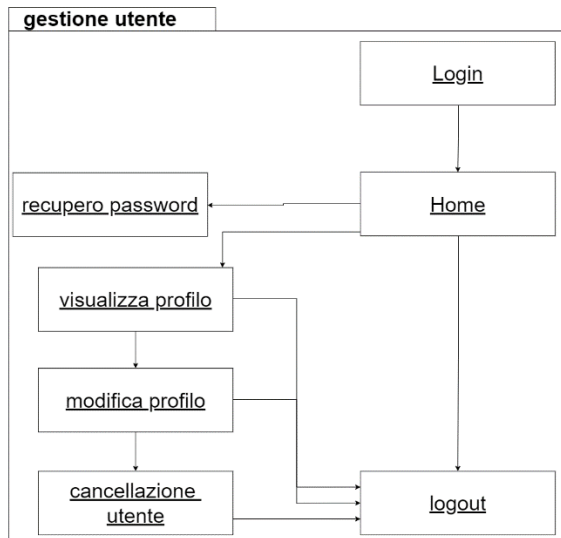 gestione utente
Login
recupero password
Home
visualizza profilo
modifica profilo
cancellazione
utente
logout